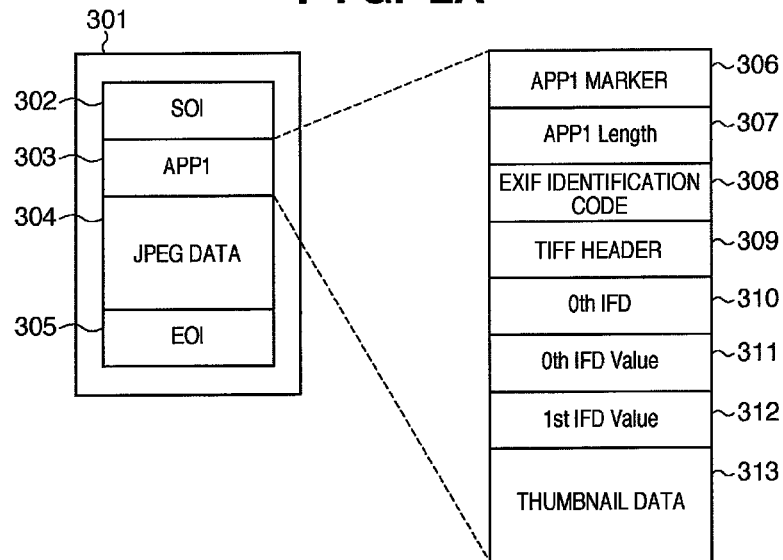 301
302
SOI
303
APP1
304
JPEG DATA
305
EOI
APP1 MARKER
306
APP1 Length
307
EXIF IDENTIFICATION
CODE
308
TIFF HEADER
309
0th IFD
310
0th IFD Value
311
1st IFD Value
312
313
THUMBNAIL DATA